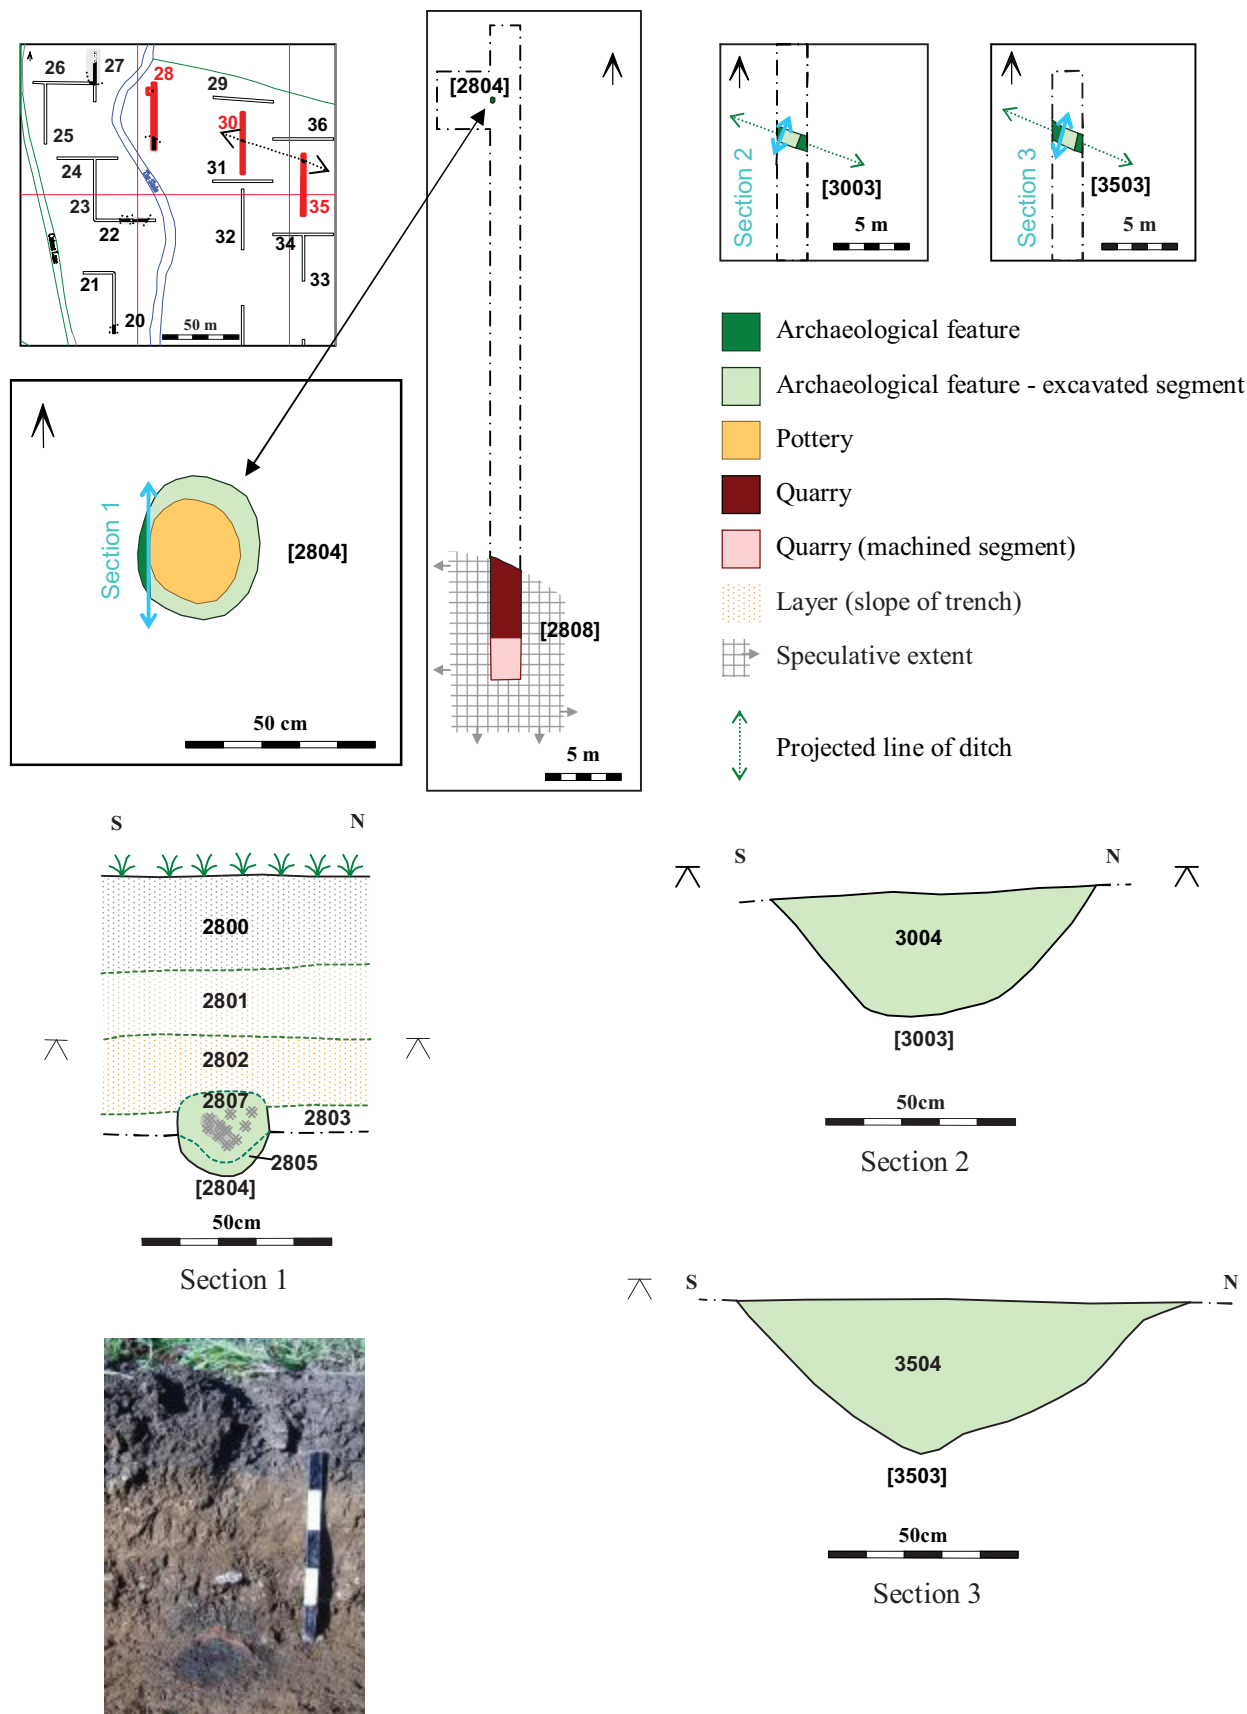 26
27
28
29
30
36
25
24
31
23
22
35
32
34
21
33
20
50 m
[2804]
[2808]
5 m
Section 2
[3003]
5 m
Section 3
[3503]
5 m
Section 1
[2804]
50 cm
Archaeological feature
Archaeological feature - excavated segment
Pottery
Quarry
Quarry (machined segment)
Layer (slope of trench)
Speculative extent
Projected line of ditch
S N
2800
2801
2802
2807
2803
2805
[2804]
50cm
Section 1
S N
3004
[3003]
50cm
Section 2
S N
3504
[3503]
50cm
Section 3